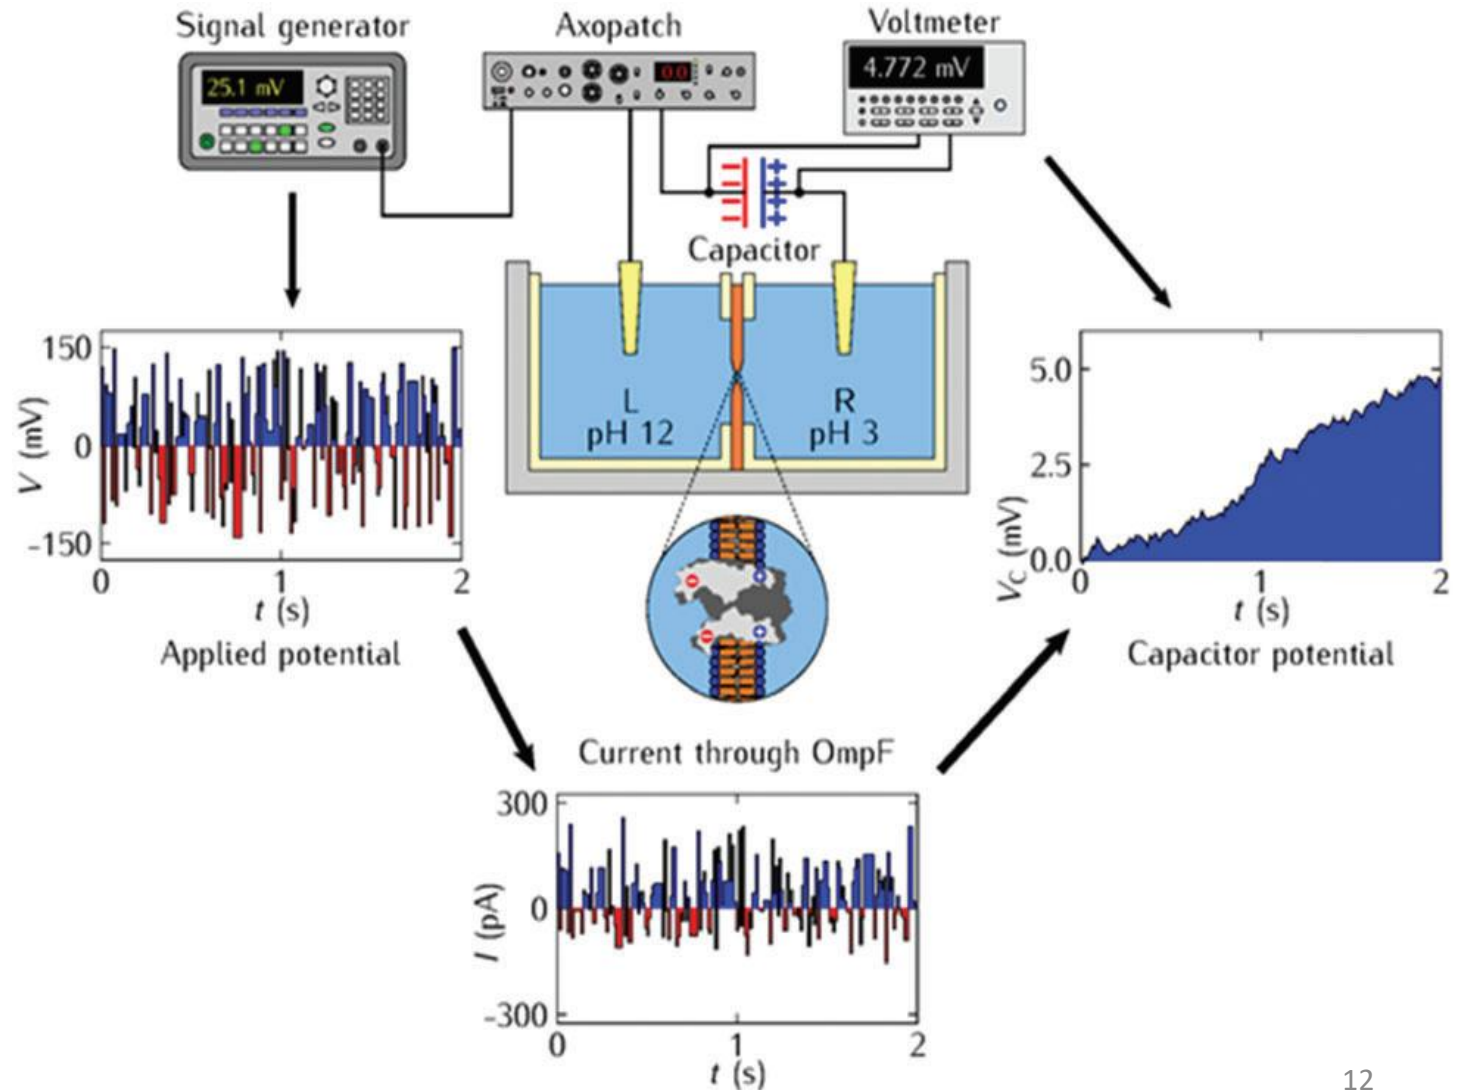 Signal generator
Axopatch
Voltmeter
25.1 mV
00
4.772 mV
Capacitor
L
pH 12
R
pH 3
150
0
-150
V (mV)
0
1
2
t (s)
Applied potential
5.0
2.5
0.0
VC (mV)
0
1
2
t (s)
Capacitor potential
Current through OmpF
300
0
-300
I (pA)
0
1
2
t (s)
12